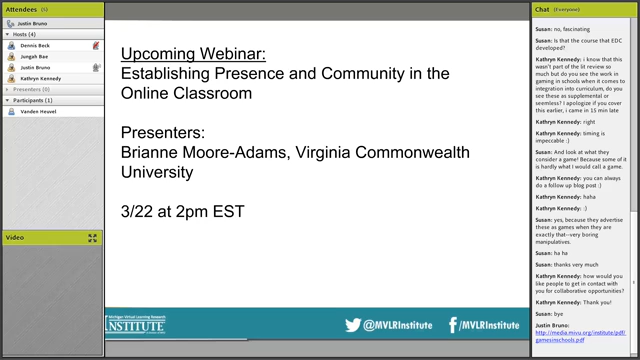 Attendees (5)
Justin Bruno
Hosts (4)
Dennis Beck
Jungah Bae
Justin Bruno
Kathryn Kennedy
Presenters (0)
Participants (1)
Vanden Heuvel
Video
Upcoming Webinar:
Establishing Presence and Community in the
Online Classroom
Presenters:
Brianne Moore-Adams, Virginia Commonwealth
University
3/22 at 2pm EST
Michigan Virtual Learning Research
INSTITUTE
@MVLRInstitute
/MVLRInstitute
Chat (Everyone)
Susan: no, fascinating
Susan: Is that the course that EDC
developed?
Kathryn Kennedy: i know that this
wasn't part of the lit review so
much but do you see the work in
gaming in schools when it comes to
integration into curriculum, do you
see these as supplemental or
seemless? I apologize if you cover
this earlier, i came in 15 min late
Kathryn Kennedy: right
Kathryn Kennedy: timing is
impeccable :)
Susan: And look at what they
consider a game! Because some of it
is hardly what I would call a game.
Kathryn Kennedy: you can always
do a follow up blog post :)
Kathryn Kennedy: haha
Kathryn Kennedy: :)
Susan: yes, because they advertise
these as games when they are
exactly that--very boring
manipulatives.
Susan: ha ha
Susan: thanks very much
Kathryn Kennedy: how would you
like people to get in contact with
you for collaborative opportunities?
Kathryn Kennedy: Thank you!
Susan: bye
Justin Bruno:
http://media.mivu.org/institute/pdf/
gamesinschools.pdf